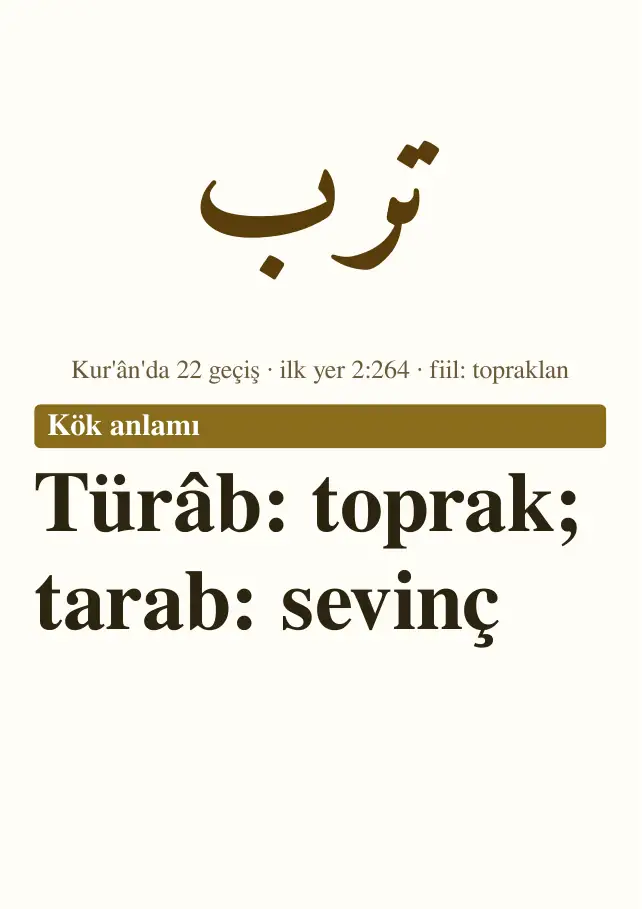 ترب
Kur'ân'da 22 geçiş · ilk yer 2:264 · fiil: topraklan
Kök anlamı
Türâb: toprak;
tarab: sevinç